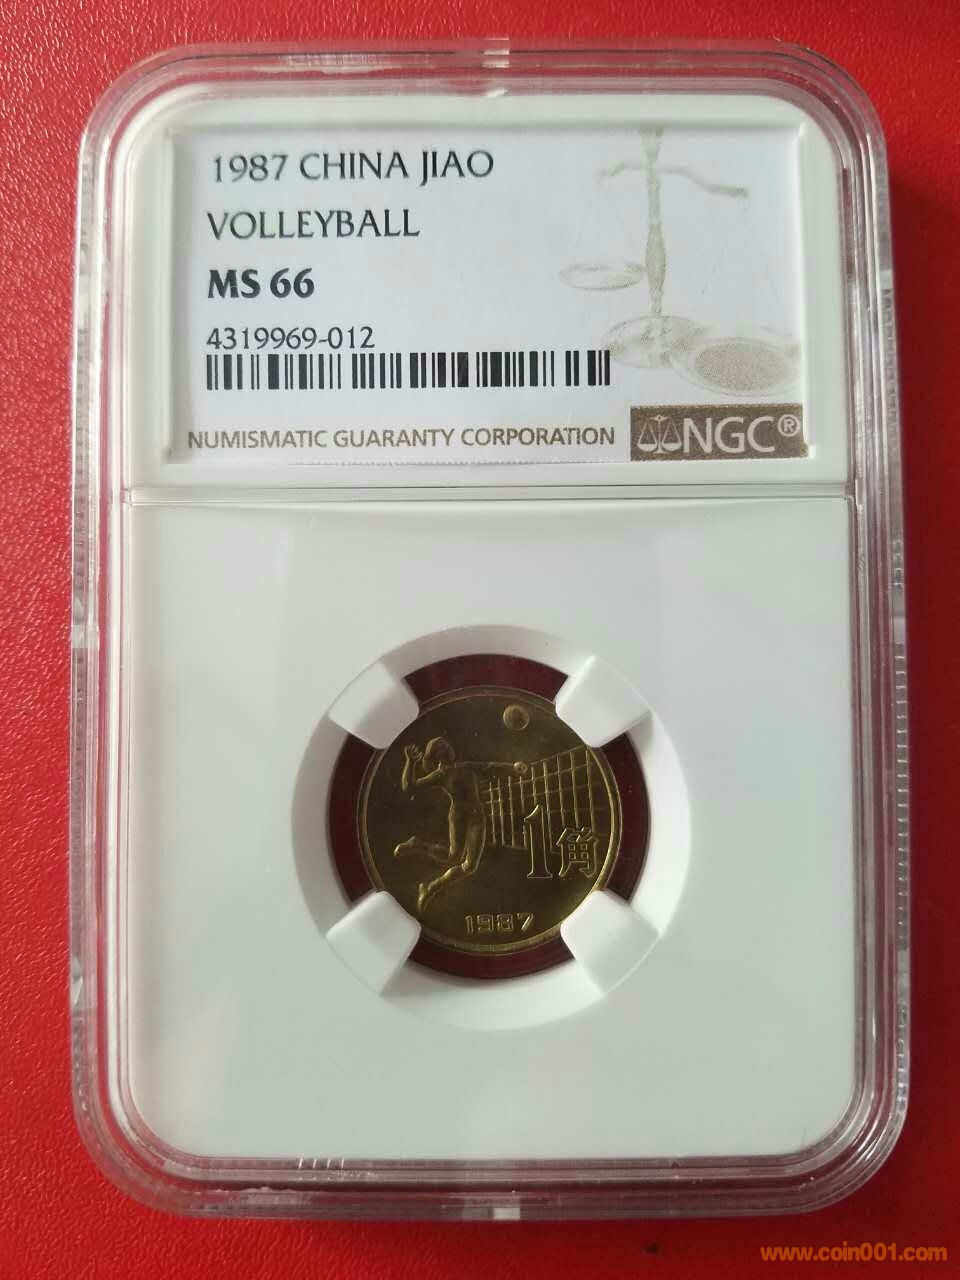 1987 CHINA JIAO
VOLLEYBALL
MS 66
4319969-012
NUMISMATIC GUARANTY CORPORATION
NGC®
1角
1987
www.coin001.com